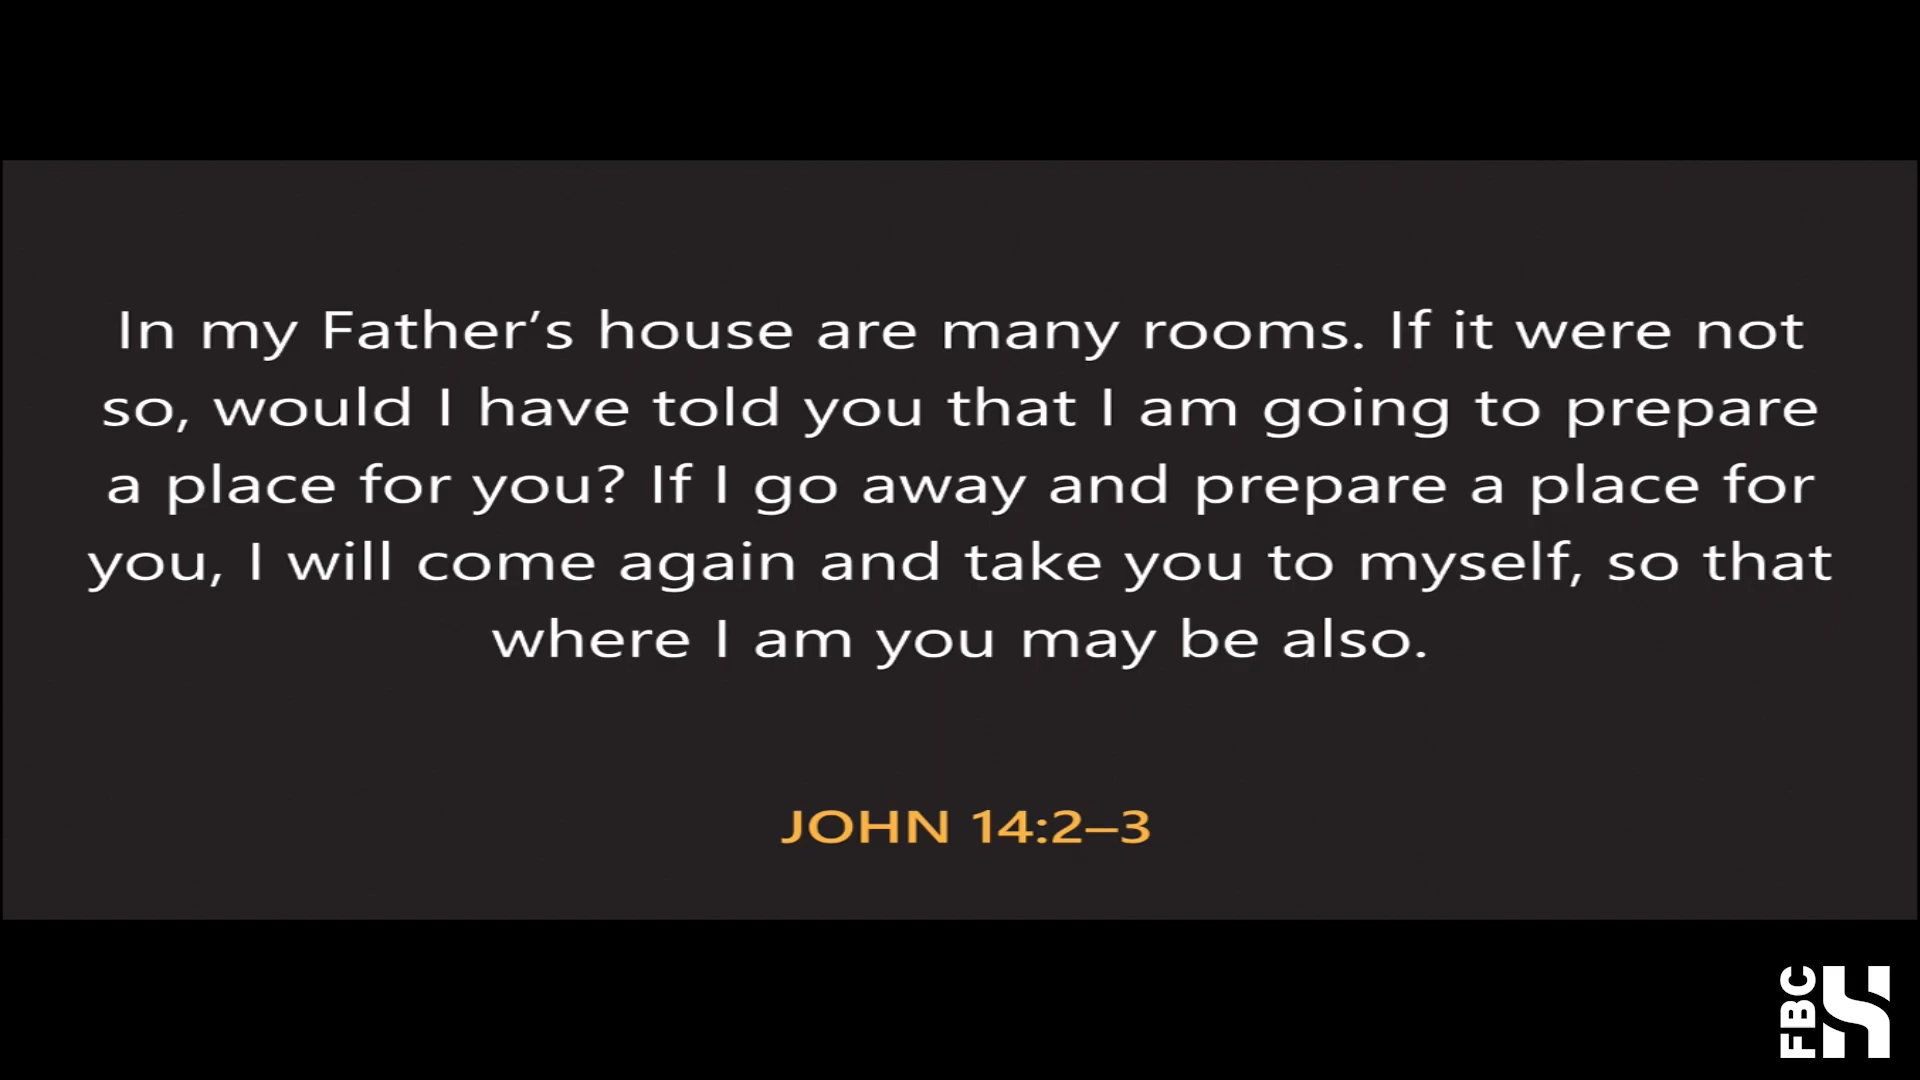 In my Father’s house are many rooms. If it were not
so, would I have told you that I am going to prepare
a place for you? If I go away and prepare a place for
you, I will come again and take you to myself, so that
where I am you may be also.
JOHN 14:2–3
FBC
H